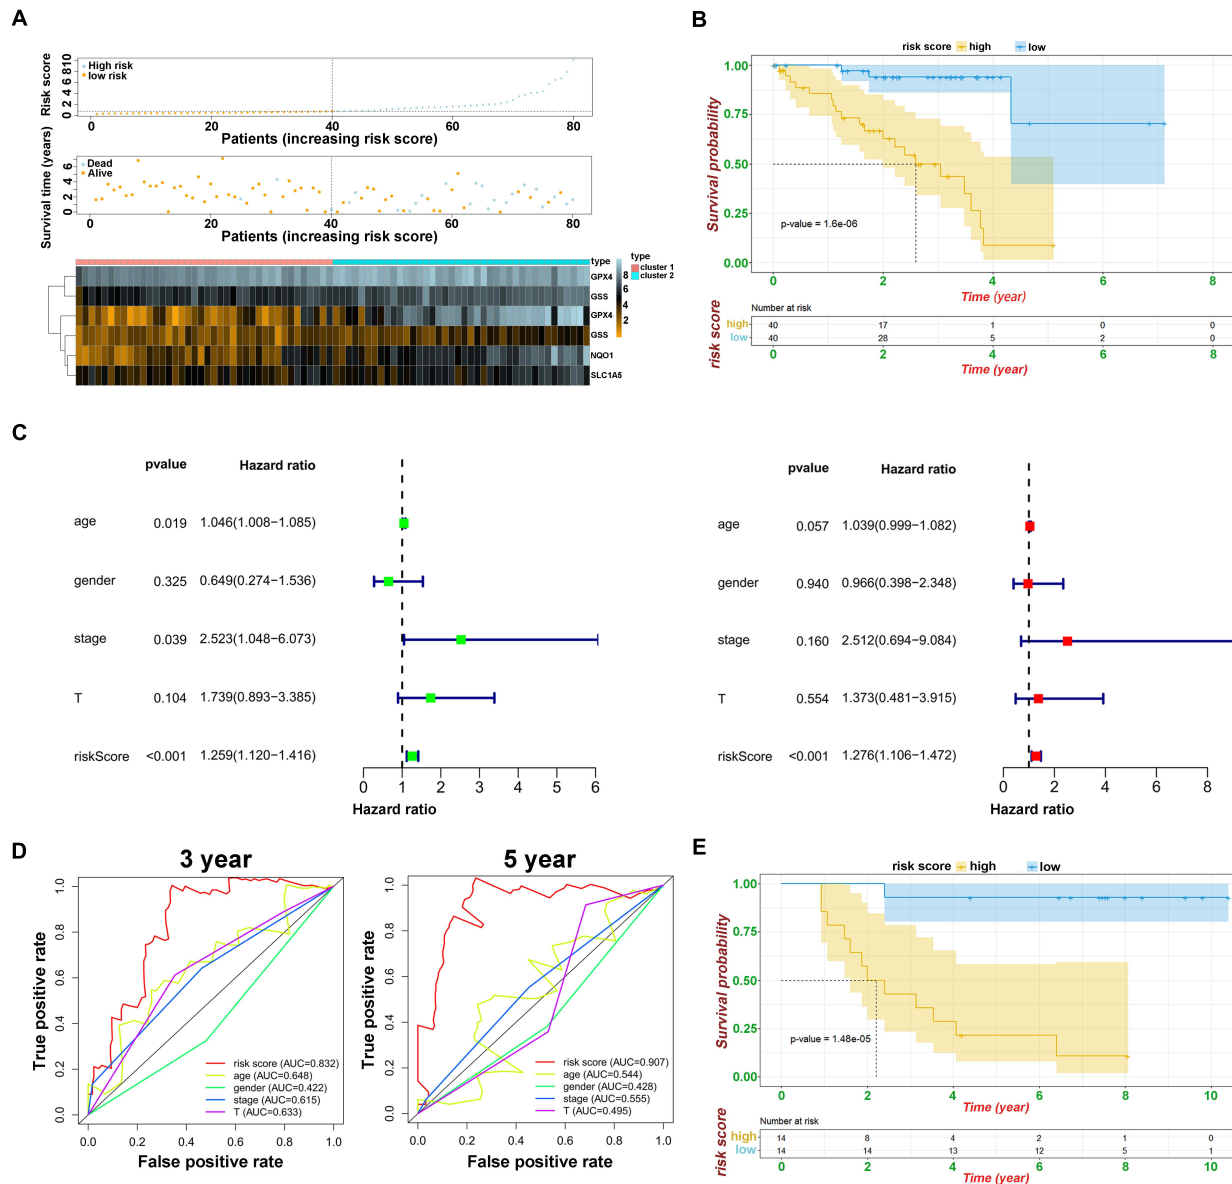 A
Risk score
10
8
6
4
2
0
High risk
low risk
0 20 40 60 80
Patients (increasing risk score)
Survival time (years)
6
4
2
0
Dead
Alive
0 20 40 60 80
Patients (increasing risk score)
type
GPX4
GSS
GPX4
GSS
NQO1
SLC1A5
8
6
4
2
type
cluster 1
cluster 2
B
risk score high low
Survival probability
1.00
0.75
0.50
0.25
0.00
p-value = 1.6e-06
0 2 4 6 8
Time (year)
risk score
Number at risk
high 40 17 1 0 0
low 40 28 5 2 0
0 2 4 6 8
Time (year)
C
pvalue Hazard ratio
age 0.019 1.046(1.008−1.085)
gender 0.325 0.649(0.274−1.536)
stage 0.039 2.523(1.048−6.073)
T 0.104 1.739(0.893−3.385)
riskScore <0.001 1.259(1.120−1.416)
0 1 2 3 4 5 6
Hazard ratio
pvalue Hazard ratio
age 0.057 1.039(0.999−1.082)
gender 0.940 0.966(0.398−2.348)
stage 0.160 2.512(0.694−9.084)
T 0.554 1.373(0.481−3.915)
riskScore <0.001 1.276(1.106−1.472)
0 2 4 6 8
Hazard ratio
D
3 year
True positive rate
1.0
0.8
0.6
0.4
0.2
0.0
risk score (AUC=0.832)
age (AUC=0.648)
gender (AUC=0.422)
stage (AUC=0.615)
T (AUC=0.633)
0.0 0.2 0.4 0.6 0.8 1.0
False positive rate
5 year
True positive rate
1.0
0.8
0.6
0.4
0.2
0.0
risk score (AUC=0.907)
age (AUC=0.544)
gender (AUC=0.428)
stage (AUC=0.555)
T (AUC=0.495)
0.0 0.2 0.4 0.6 0.8 1.0
False positive rate
E
risk score high low
Survival probability
1.00
0.75
0.50
0.25
0.00
p-value = 1.48e-05
0 2 4 6 8 10
Time (year)
risk score
Number at risk
high 14 8 4 2 1 0
low 14 14 13 12 5 1
0 2 4 6 8 10
Time (year)